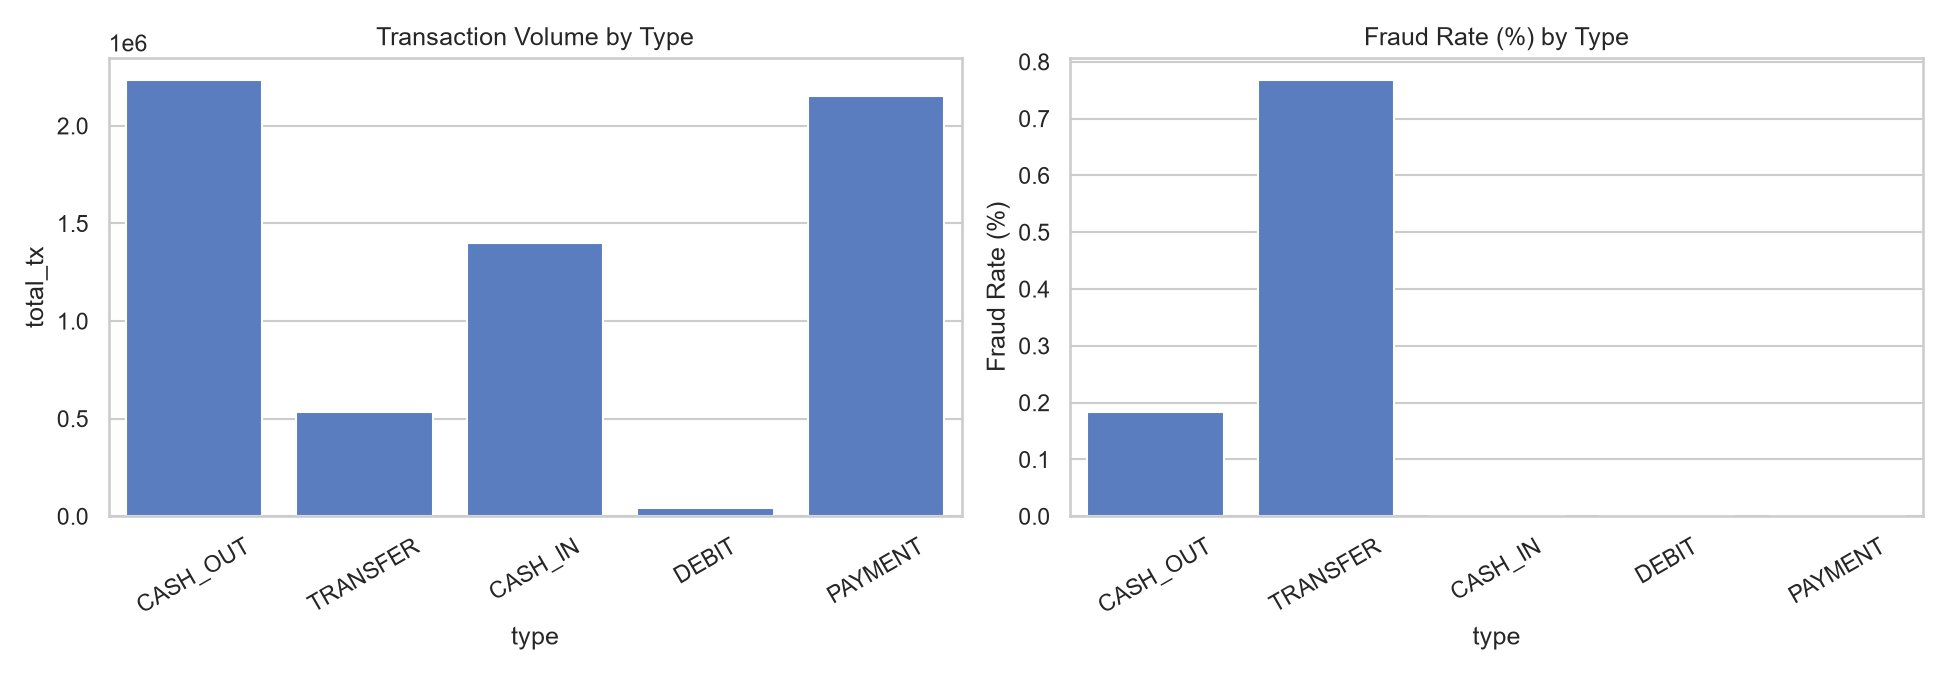 Transaction Volume by Type
1e6
2.0
1.5
1.0
0.5
0.0
total_tx
CASH_OUT
TRANSFER
CASH_IN
DEBIT
PAYMENT
type
Fraud Rate (%) by Type
0.8
0.7
0.6
0.5
0.4
0.3
0.2
0.1
0.0
Fraud Rate (%)
CASH_OUT
TRANSFER
CASH_IN
DEBIT
PAYMENT
type